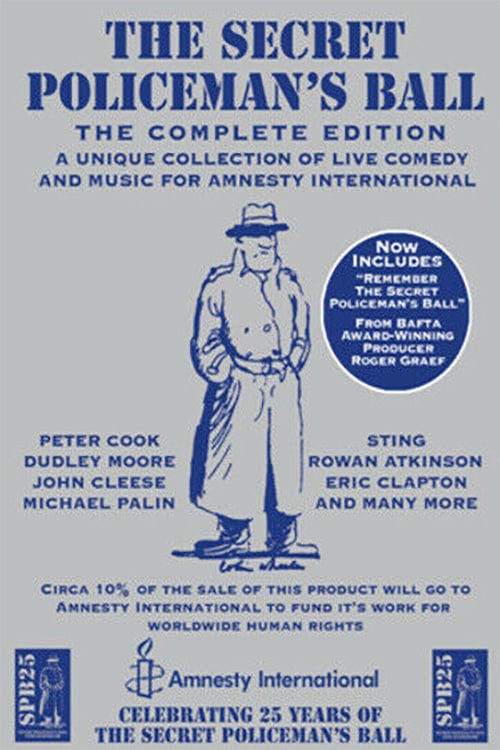 THE SECRET
POLICEMAN'S BALL
THE COMPLETE EDITION
A UNIQUE COLLECTION OF LIVE COMEDY
AND MUSIC FOR AMNESTY INTERNATIONAL
NOW
INCLUDES
"REMEMBER
THE SECRET
POLICEMAN'S BALL"
FROM BAFTA
AWARD-WINNING
PRODUCER
ROGER GRAEF
PETER COOK
DUDLEY MOORE
JOHN CLEESE
MICHAEL PALIN
STING
ROWAN ATKINSON
ERIC CLAPTON
AND MANY MORE
Colin Wheeler
CIRCA 10% OF THE SALE OF THIS PRODUCT WILL GO TO
AMNESTY INTERNATIONAL TO FUND IT'S WORK FOR
WORLDWIDE HUMAN RIGHTS
Amnesty International
SPB25
SPB25
CELEBRATING 25 YEARS OF
THE SECRET POLICEMAN'S BALL